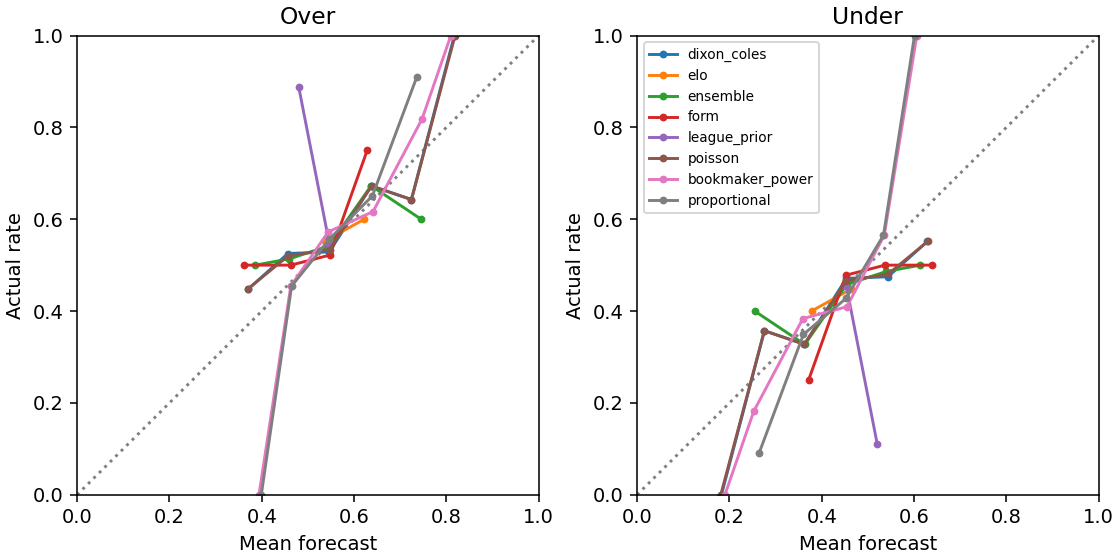 Over
1.0
0.8
0.6
0.4
0.2
0.0
Actual rate
0.0 0.2 0.4 0.6 0.8 1.0
Mean forecast
Under
dixon_coles
elo
ensemble
form
league_prior
poisson
bookmaker_power
proportional
1.0
0.8
0.6
0.4
0.2
0.0
Actual rate
0.0 0.2 0.4 0.6 0.8 1.0
Mean forecast